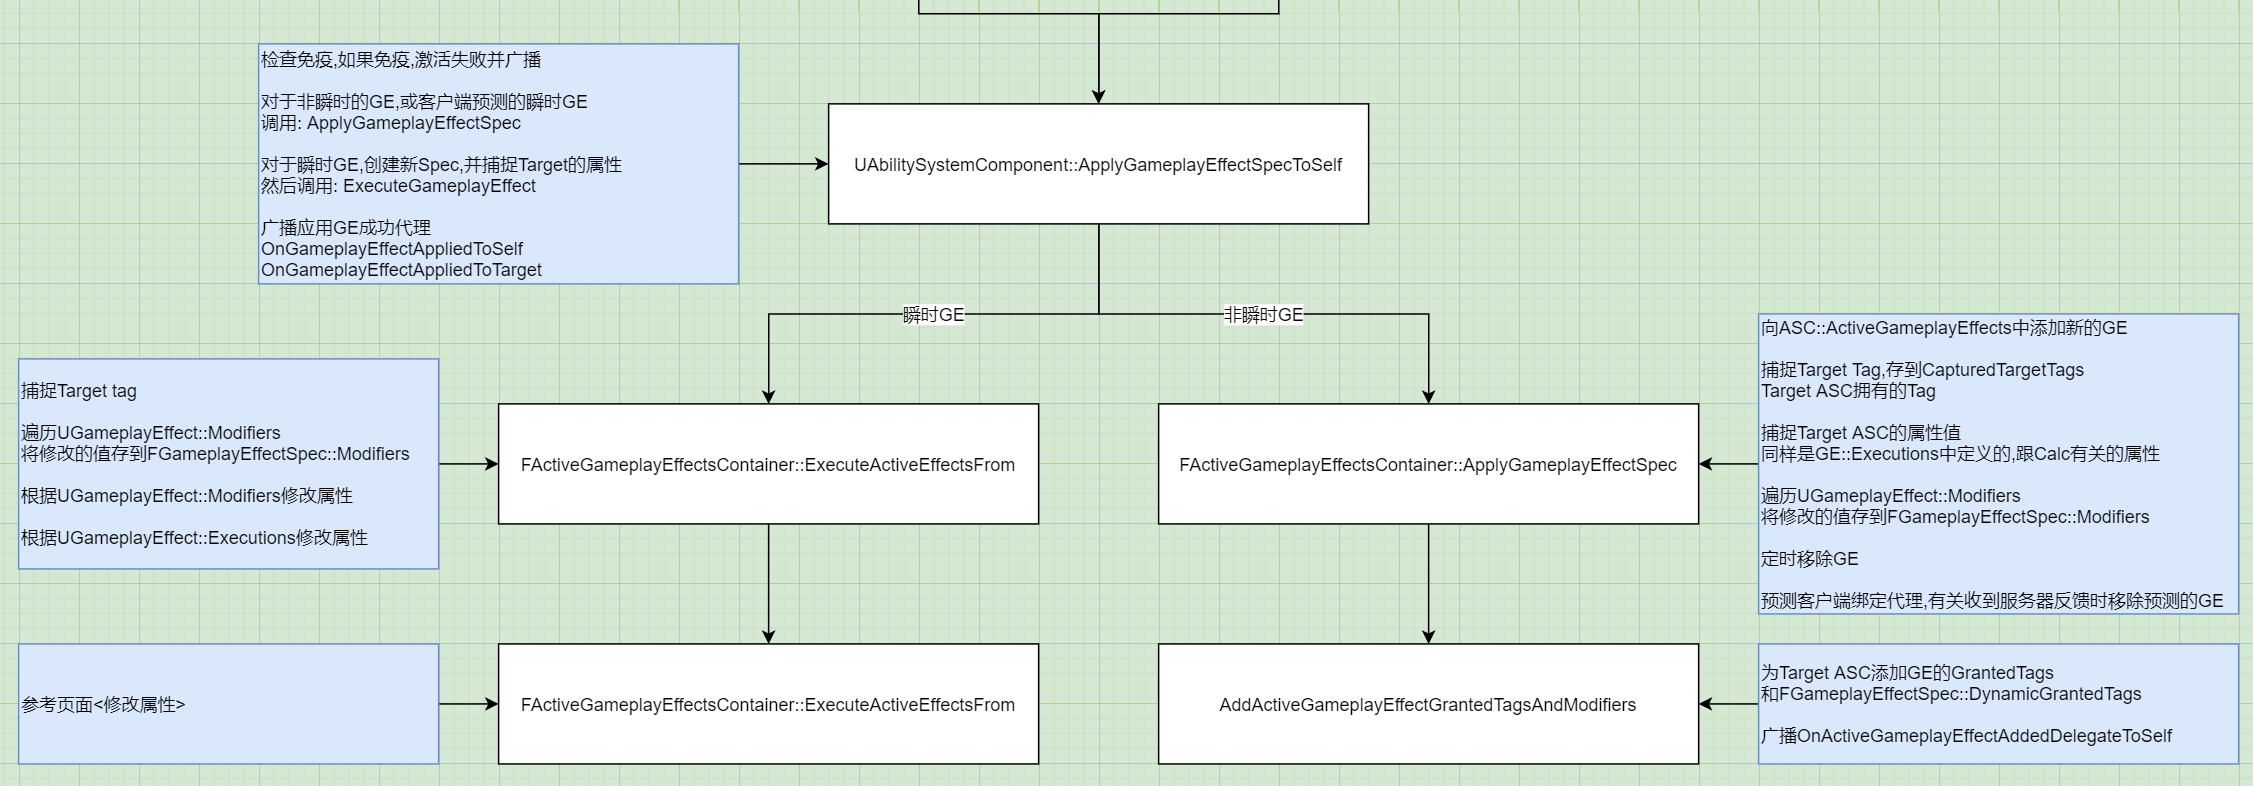 检查免疫,如果免疫,激活失败并广播
对于非瞬时的GE,或客户端预测的瞬时GE
调用: ApplyGameplayEffectSpec
对于瞬时GE,创建新Spec,并捕捉Target的属性
然后调用: ExecuteGameplayEffect
广播应用GE成功代理
OnGameplayEffectAppliedToSelf
OnGameplayEffectAppliedToTarget
UAbilitySystemComponent::ApplyGameplayEffectSpecToSelf
瞬时GE
非瞬时GE
捕捉Target tag
遍历UGameplayEffect::Modifiers
将修改的值存到FGameplayEffectSpec::Modifiers
根据UGameplayEffect::Modifiers修改属性
根据UGameplayEffect::Executions修改属性
FActiveGameplayEffectsContainer::ExecuteActiveEffectsFrom
FActiveGameplayEffectsContainer::ApplyGameplayEffectSpec
向ASC::ActiveGameplayEffects中添加新的GE
捕捉Target Tag,存到CapturedTargetTags
Target ASC拥有的Tag
捕捉Target ASC的属性值
同样是GE::Executions中定义的,跟Calc有关的属性
遍历UGameplayEffect::Modifiers
将修改的值存到FGameplayEffectSpec::Modifiers
定时移除GE
预测客户端绑定代理,有关收到服务器反馈时移除预测的GE
参考页面<修改属性>
FActiveGameplayEffectsContainer::ExecuteActiveEffectsFrom
AddActiveGameplayEffectGrantedTagsAndModifiers
为Target ASC添加GE的GrantedTags
和FGameplayEffectSpec::DynamicGrantedTags
广播OnActiveGameplayEffectAddedDelegateToSelf